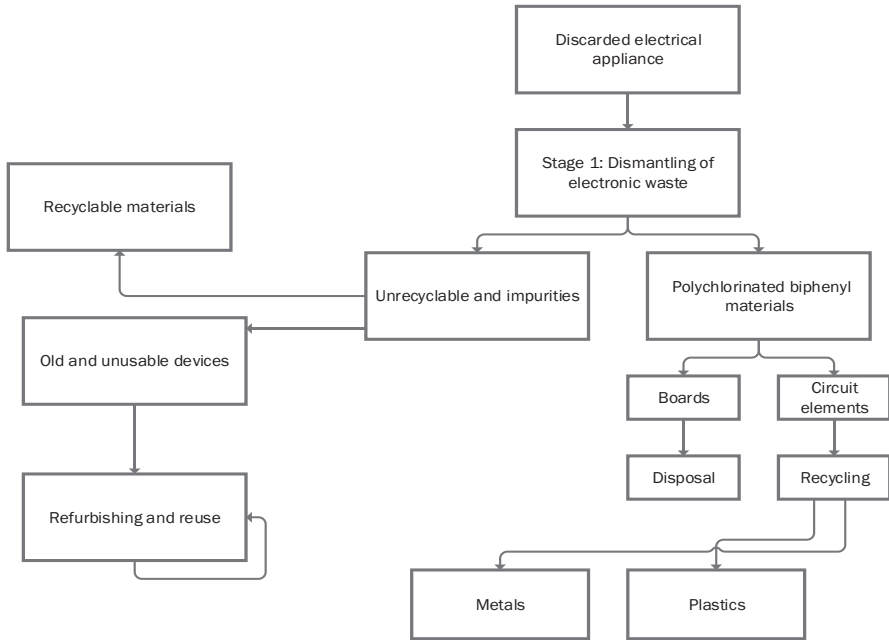 Discarded electrical
appliance
Stage 1: Dismantling of
electronic waste
Recyclable materials
Unrecyclable and impurities
Polychlorinated biphenyl
materials
Old and unusable devices
Boards
Circuit
elements
Disposal
Recycling
Refurbishing and reuse
Metals
Plastics